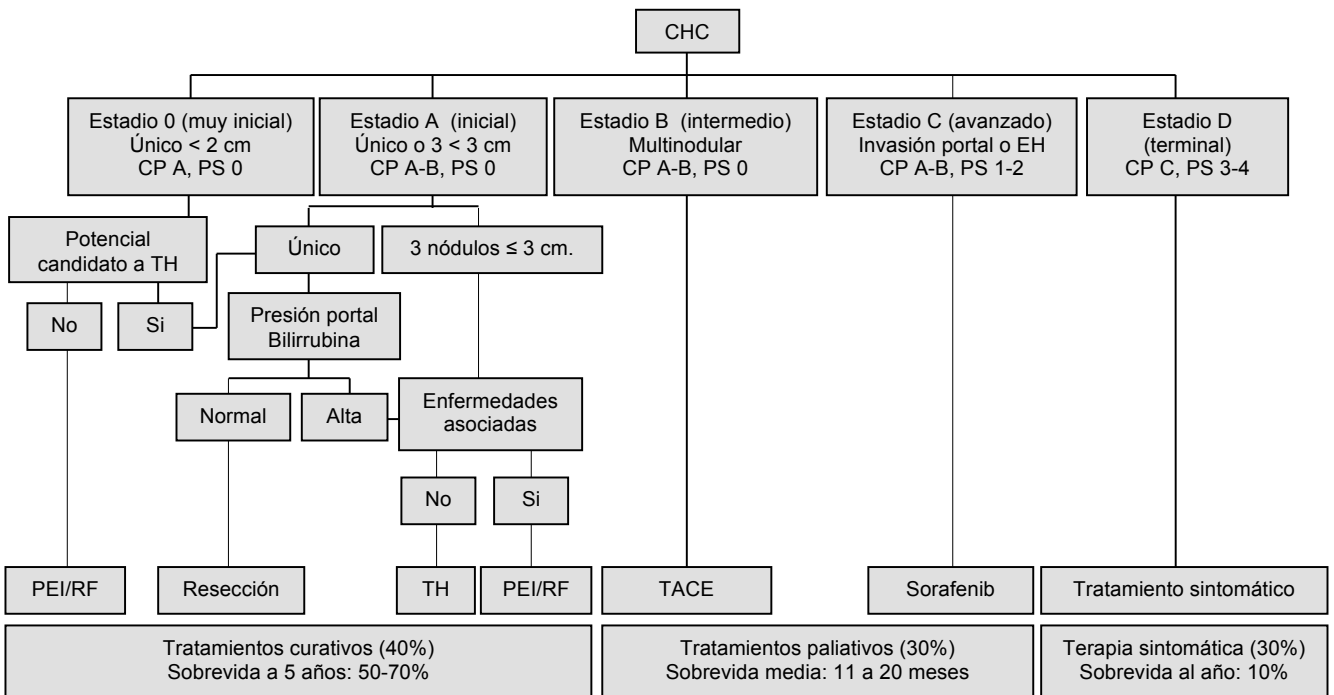 CHC
Estadio 0 (muy inicial)
Único < 2 cm
CP A, PS 0
Estadio A (inicial)
Único o 3 < 3 cm
CP A-B, PS 0
Estadio B (intermedio)
Multinodular
CP A-B, PS 0
Estadio C (avanzado)
Invasión portal o EH
CP A-B, PS 1-2
Estadio D
(terminal)
CP C, PS 3-4
Potencial
candidato a TH
Único
3 nódulos ≤ 3 cm.
No
Si
Presión portal
Bilirrubina
Normal
Alta
Enfermedades
asociadas
No
Si
PEI/RF
Resección
TH
PEI/RF
TACE
Sorafenib
Tratamiento sintomático
Tratamientos curativos (40%)
Sobrevida a 5 años: 50-70%
Tratamientos paliativos (30%)
Sobrevida media: 11 a 20 meses
Terapia sintomática (30%)
Sobrevida al año: 10%